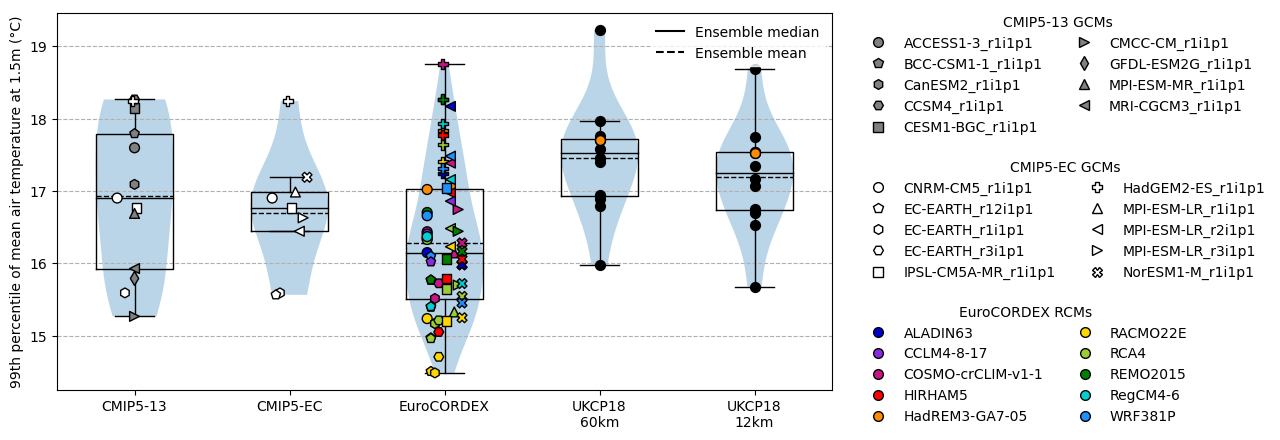 99th percentile of mean air temperature at 1.5m (°C)
19
18
17
16
15
Ensemble median
Ensemble mean
CMIP5-13
CMIP5-EC
EuroCORDEX
UKCP18
60km
UKCP18
12km
CMIP5-13 GCMs
ACCESS1-3_r1i1p1
BCC-CSM1-1_r1i1p1
CanESM2_r1i1p1
CCSM4_r1i1p1
CESM1-BGC_r1i1p1
CMCC-CM_r1i1p1
GFDL-ESM2G_r1i1p1
MPI-ESM-MR_r1i1p1
MRI-CGCM3_r1i1p1
CMIP5-EC GCMs
CNRM-CM5_r1i1p1
EC-EARTH_r12i1p1
EC-EARTH_r1i1p1
EC-EARTH_r3i1p1
IPSL-CM5A-MR_r1i1p1
HadGEM2-ES_r1i1p1
MPI-ESM-LR_r1i1p1
MPI-ESM-LR_r2i1p1
MPI-ESM-LR_r3i1p1
NorESM1-M_r1i1p1
EuroCORDEX RCMs
ALADIN63
CCLM4-8-17
COSMO-crCLIM-v1-1
HIRHAM5
HadREM3-GA7-05
RACMO22E
RCA4
REMO2015
RegCM4-6
WRF381P